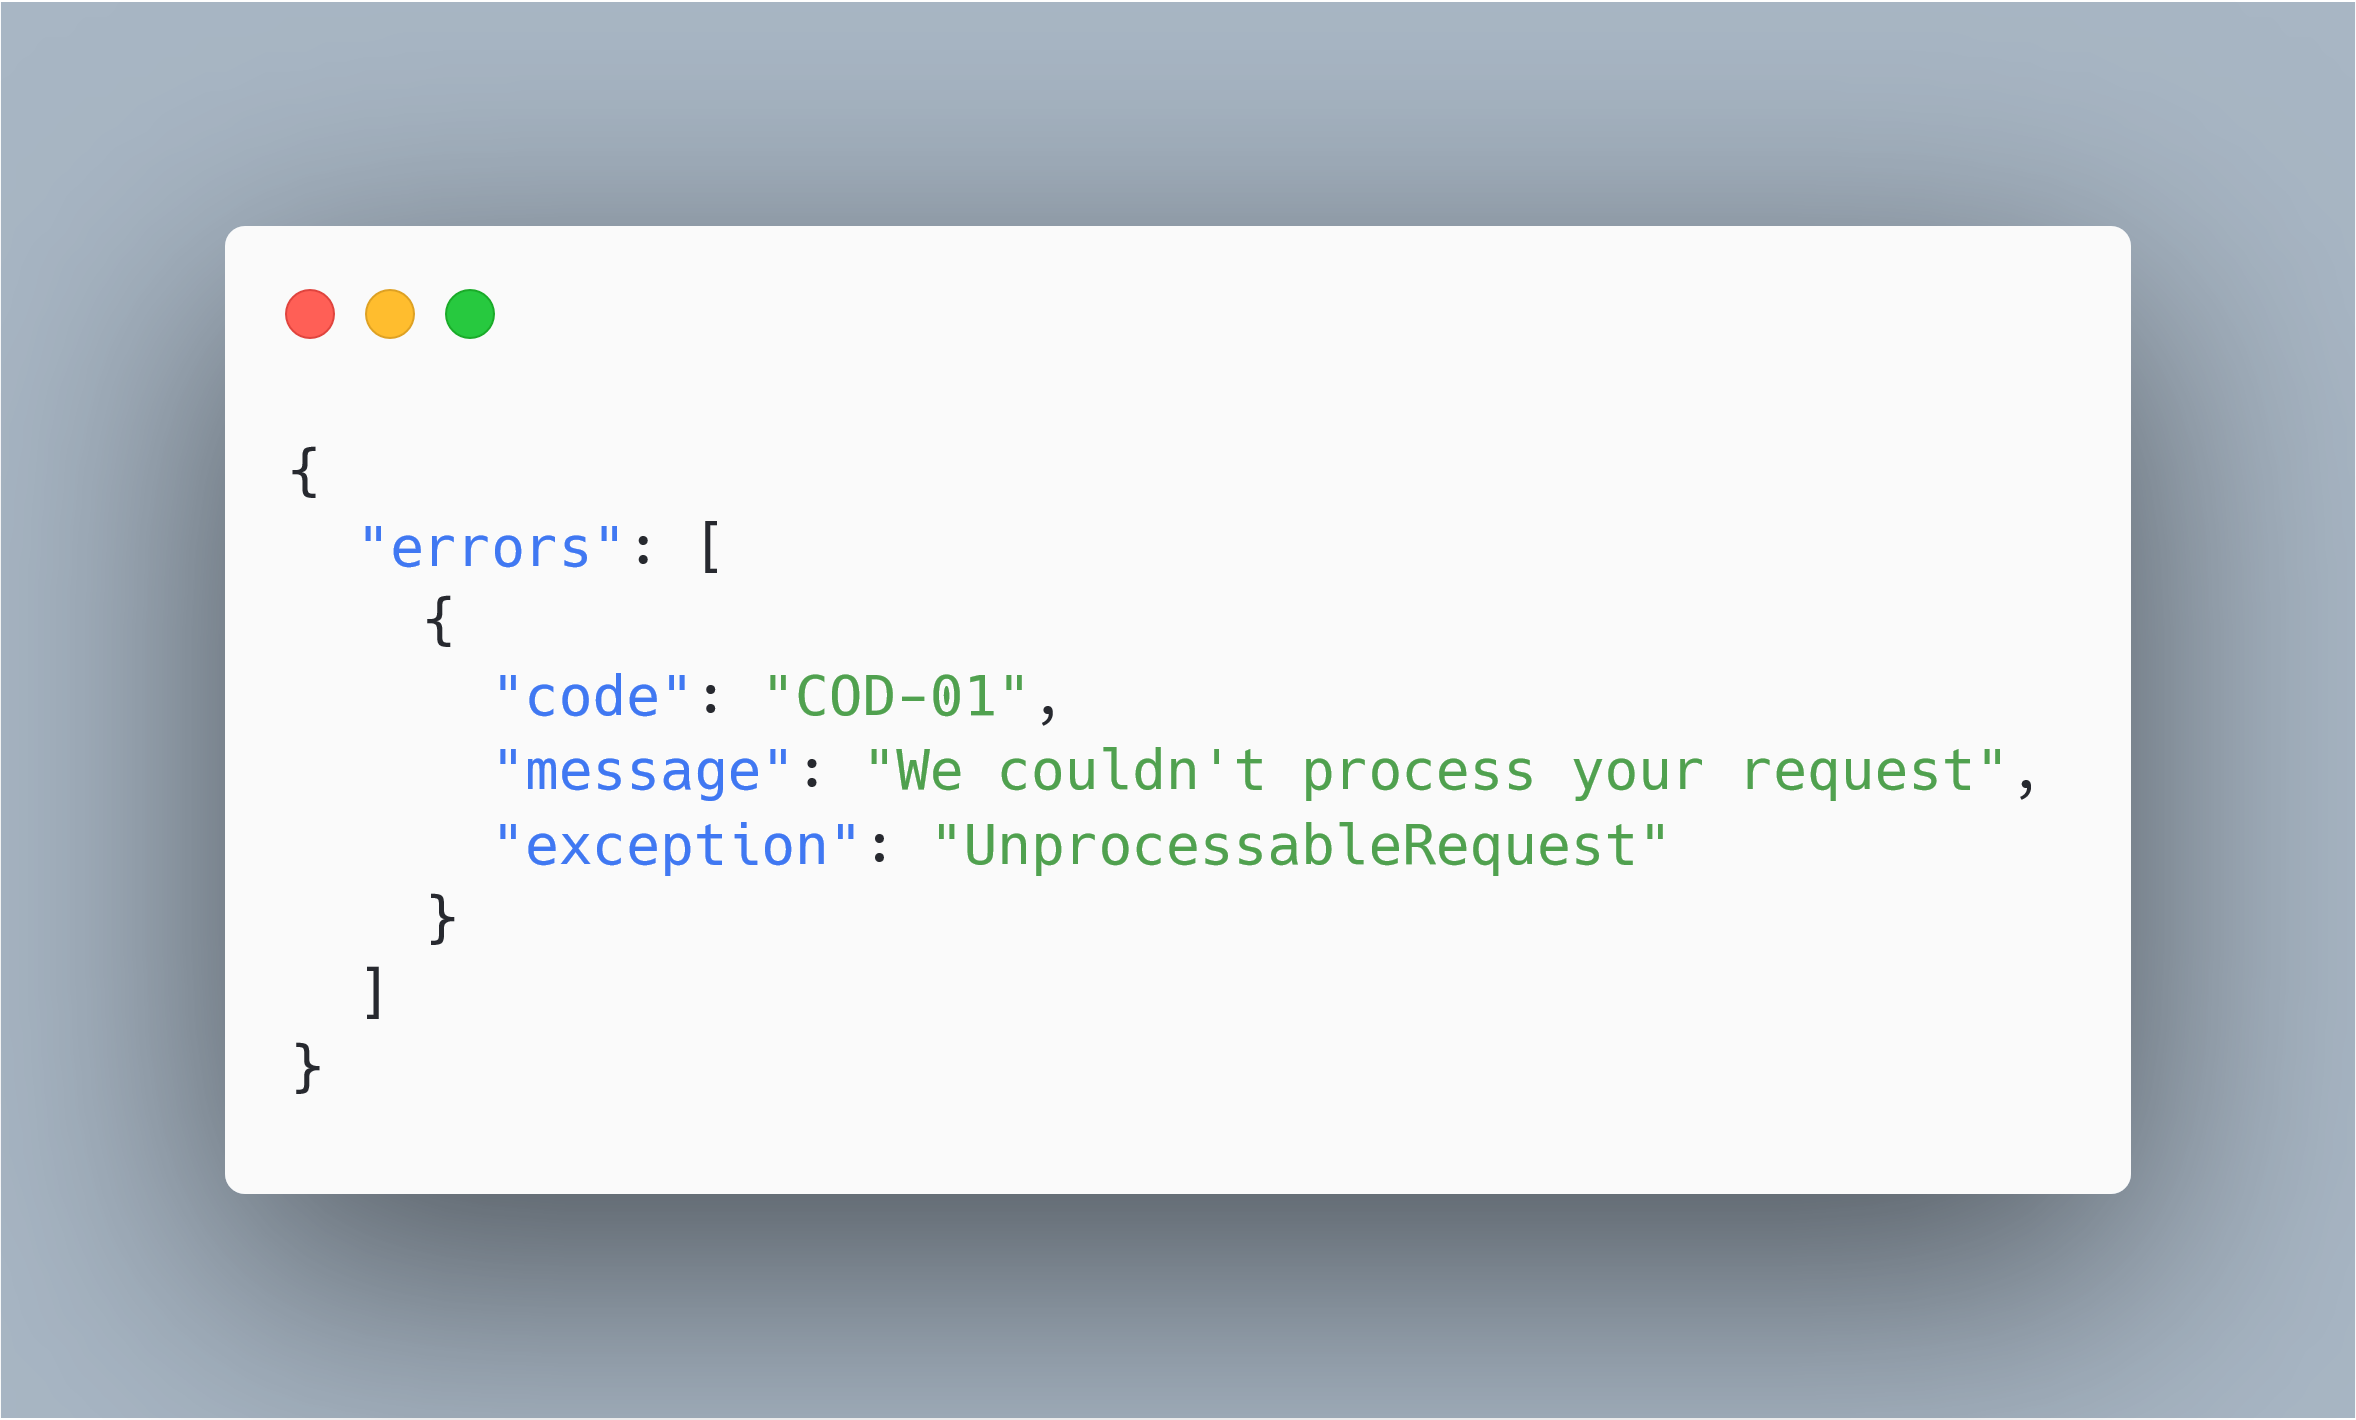 {
  "errors": [
    {
      "code": "COD-01",
      "message": "We couldn't process your request",
      "exception": "UnprocessableRequest"
    }
  ]
}